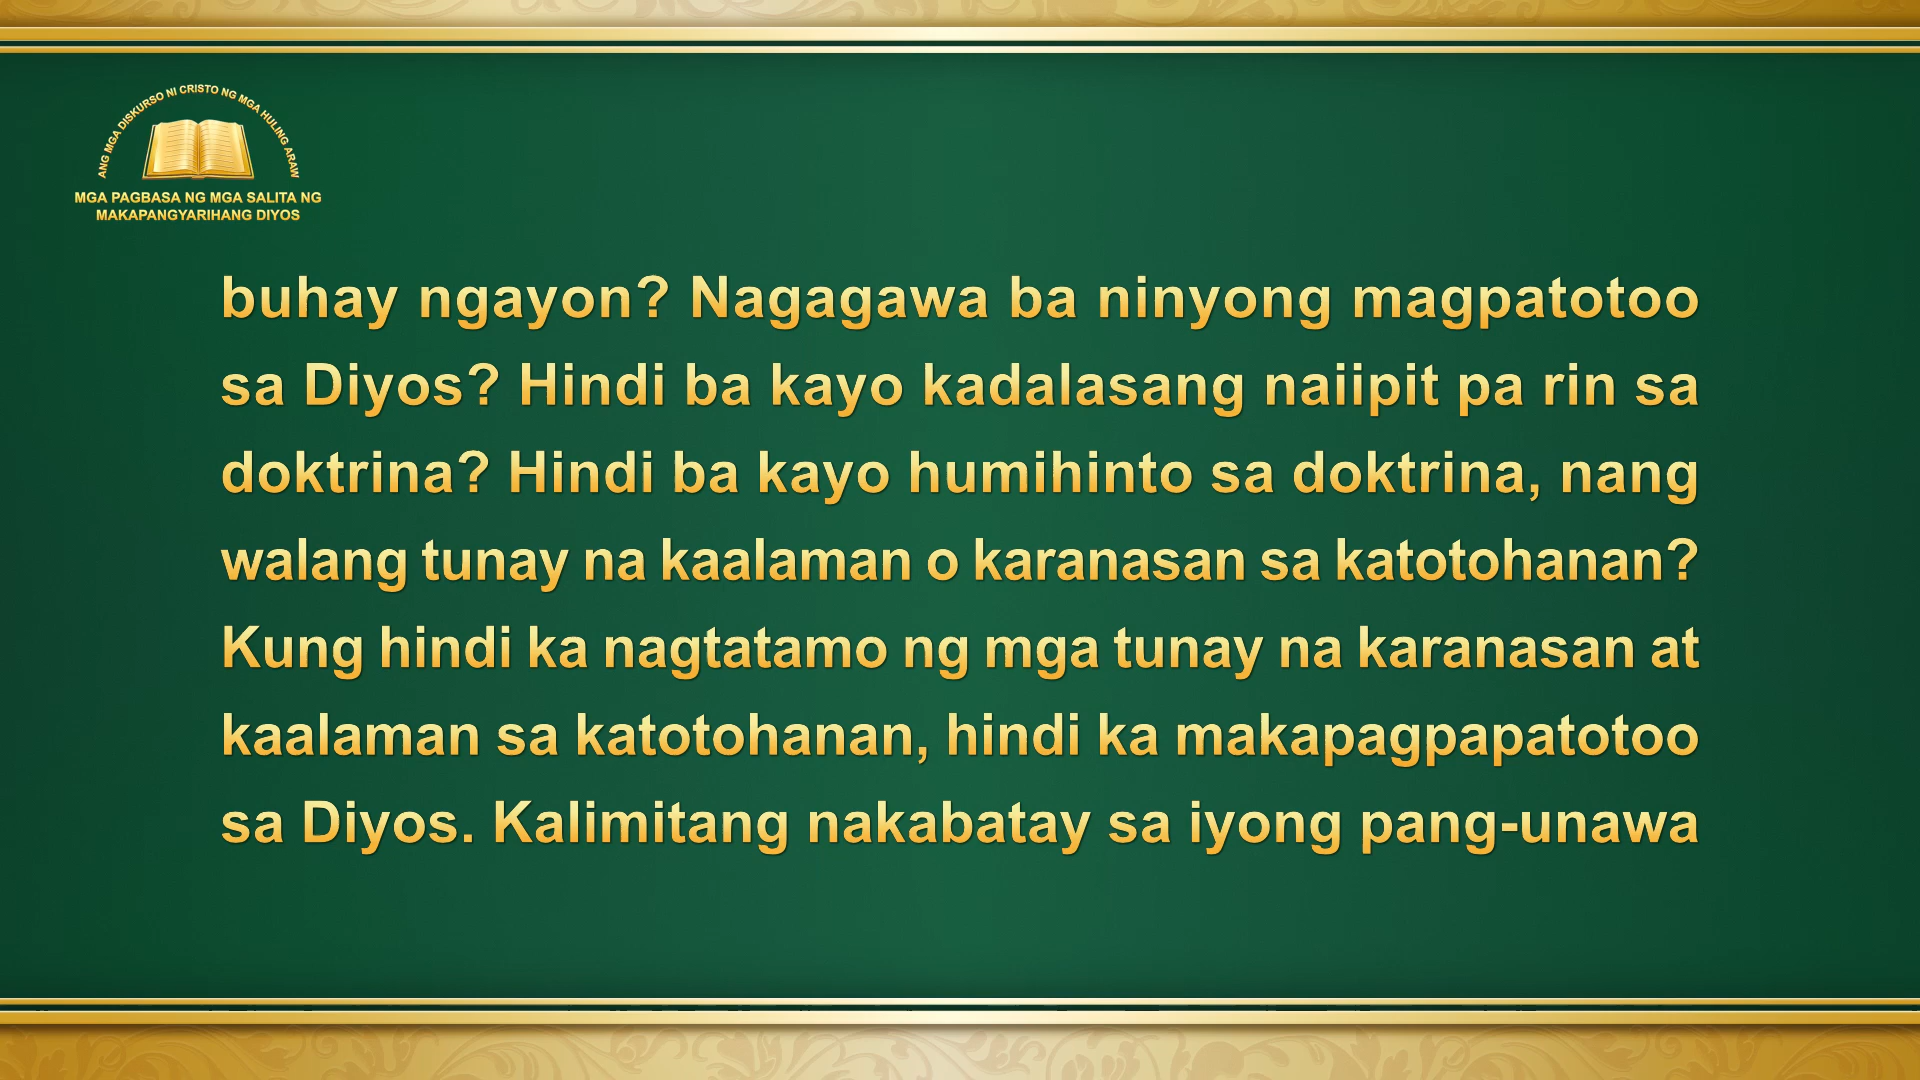 ANG MGA DISKURSO NI CRISTO NG MGA HULING ARAW
MGA PAGBASA NG MGA SALITA NG
MAKAPANGYARIHANG DIYOS
buhay ngayon? Nagagawa ba ninyong magpatotoo
sa Diyos? Hindi ba kayo kadalasang naiipit pa rin sa
doktrina? Hindi ba kayo humihinto sa doktrina, nang
walang tunay na kaalaman o karanasan sa katotohanan?
Kung hindi ka nagtatamo ng mga tunay na karanasan at
kaalaman sa katotohanan, hindi ka makapagpapatotoo
sa Diyos. Kalimitang nakabatay sa iyong pang-unawa